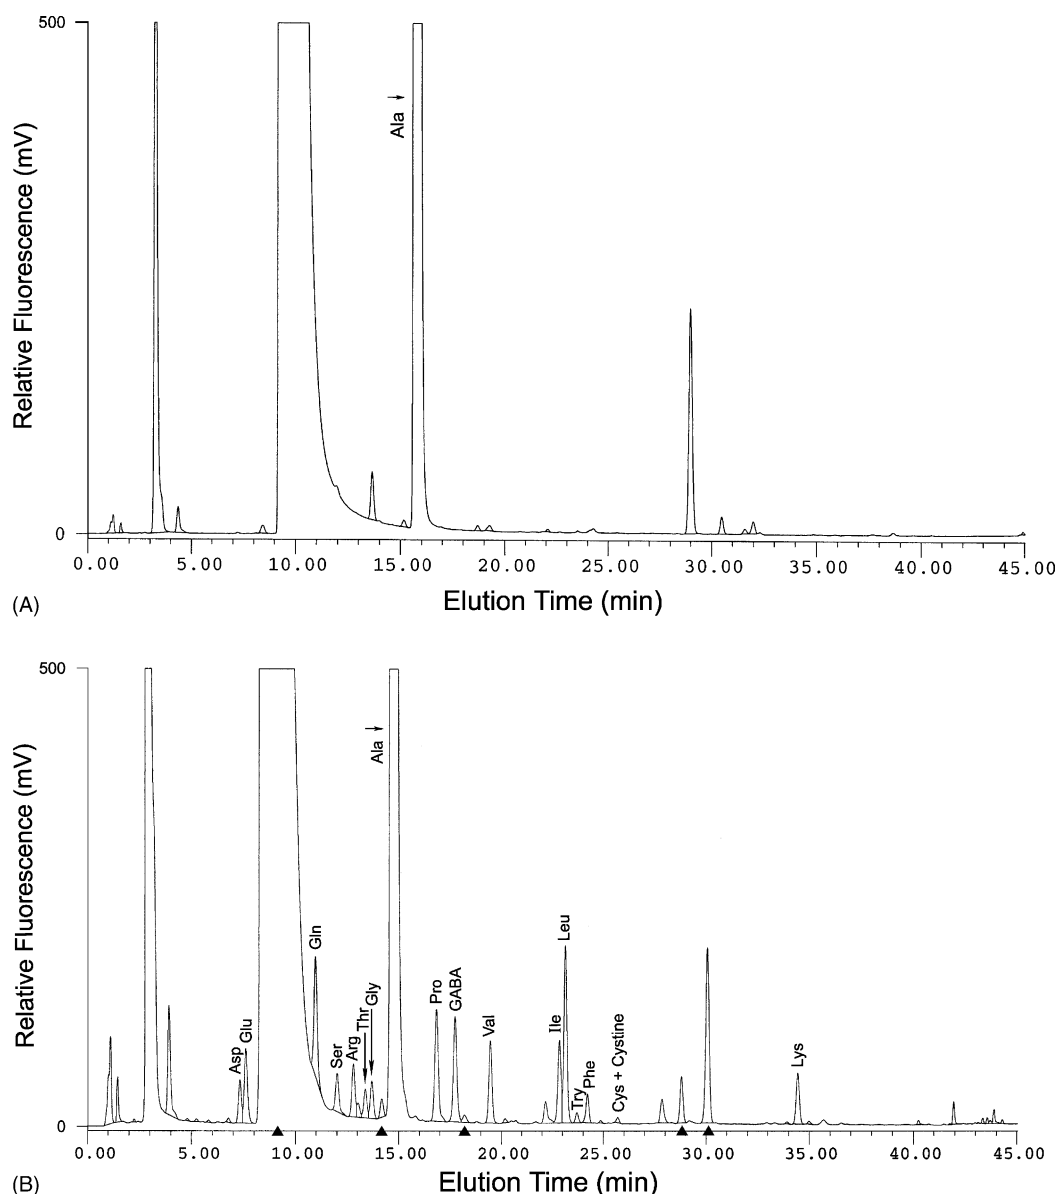 500
Ala
Relative Fluorescence (mV)
0
0.00 5.00 10.00 15.00 20.00 25.00 30.00 35.00 40.00 45.00
(A)
Elution Time (min)
500
Ala
Relative Fluorescence (mV)
Asp
Glu
Gln
Ser
Arg
Thr
Gly
Pro
GABA
Val
Ile
Leu
Try
Phe
Cys + Cystine
Lys
0
0.00 5.00 10.00 15.00 20.00 25.00 30.00 35.00 40.00 45.00
(B)
Elution Time (min)